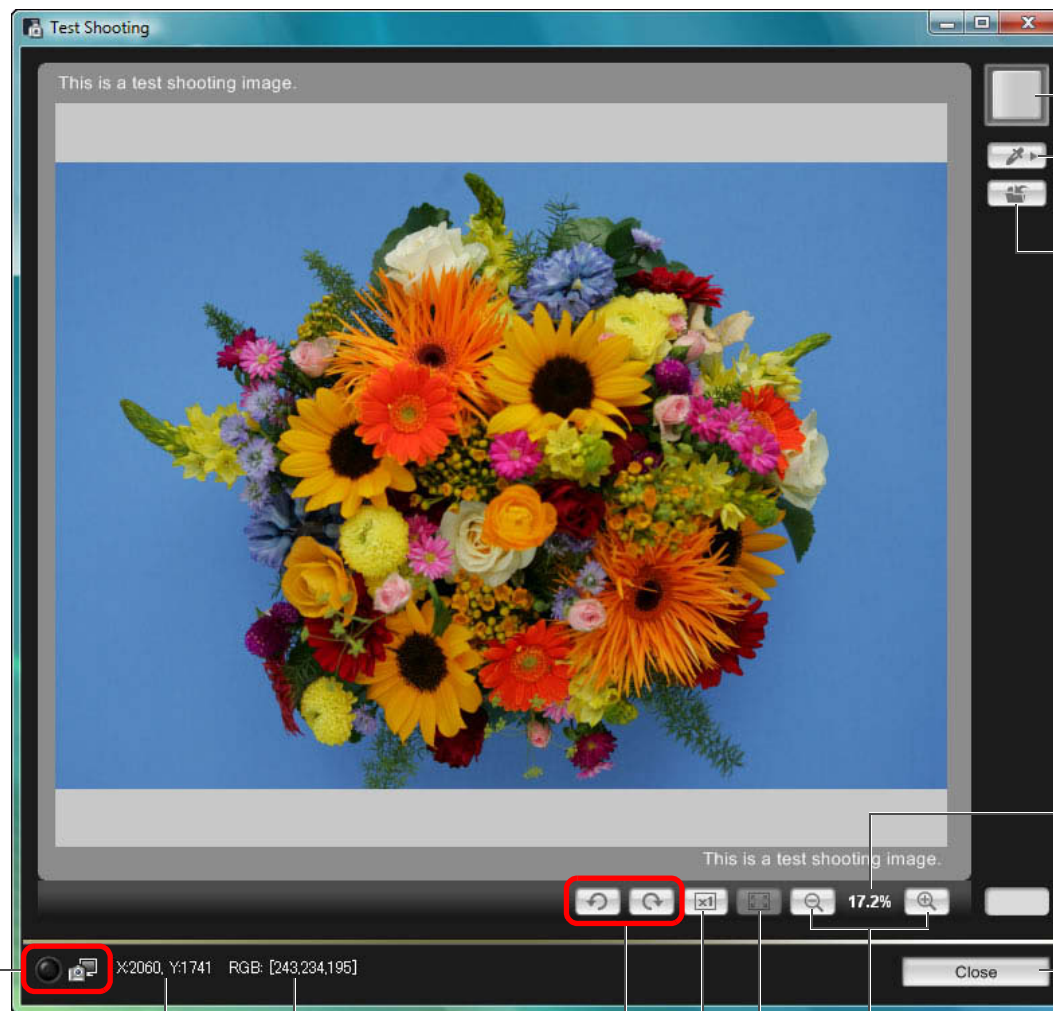 Test Shooting
This is a test shooting image.
This is a test shooting image.
x1
17.2%
X:2060, Y:1741 RGB: [243,234,195]
Close